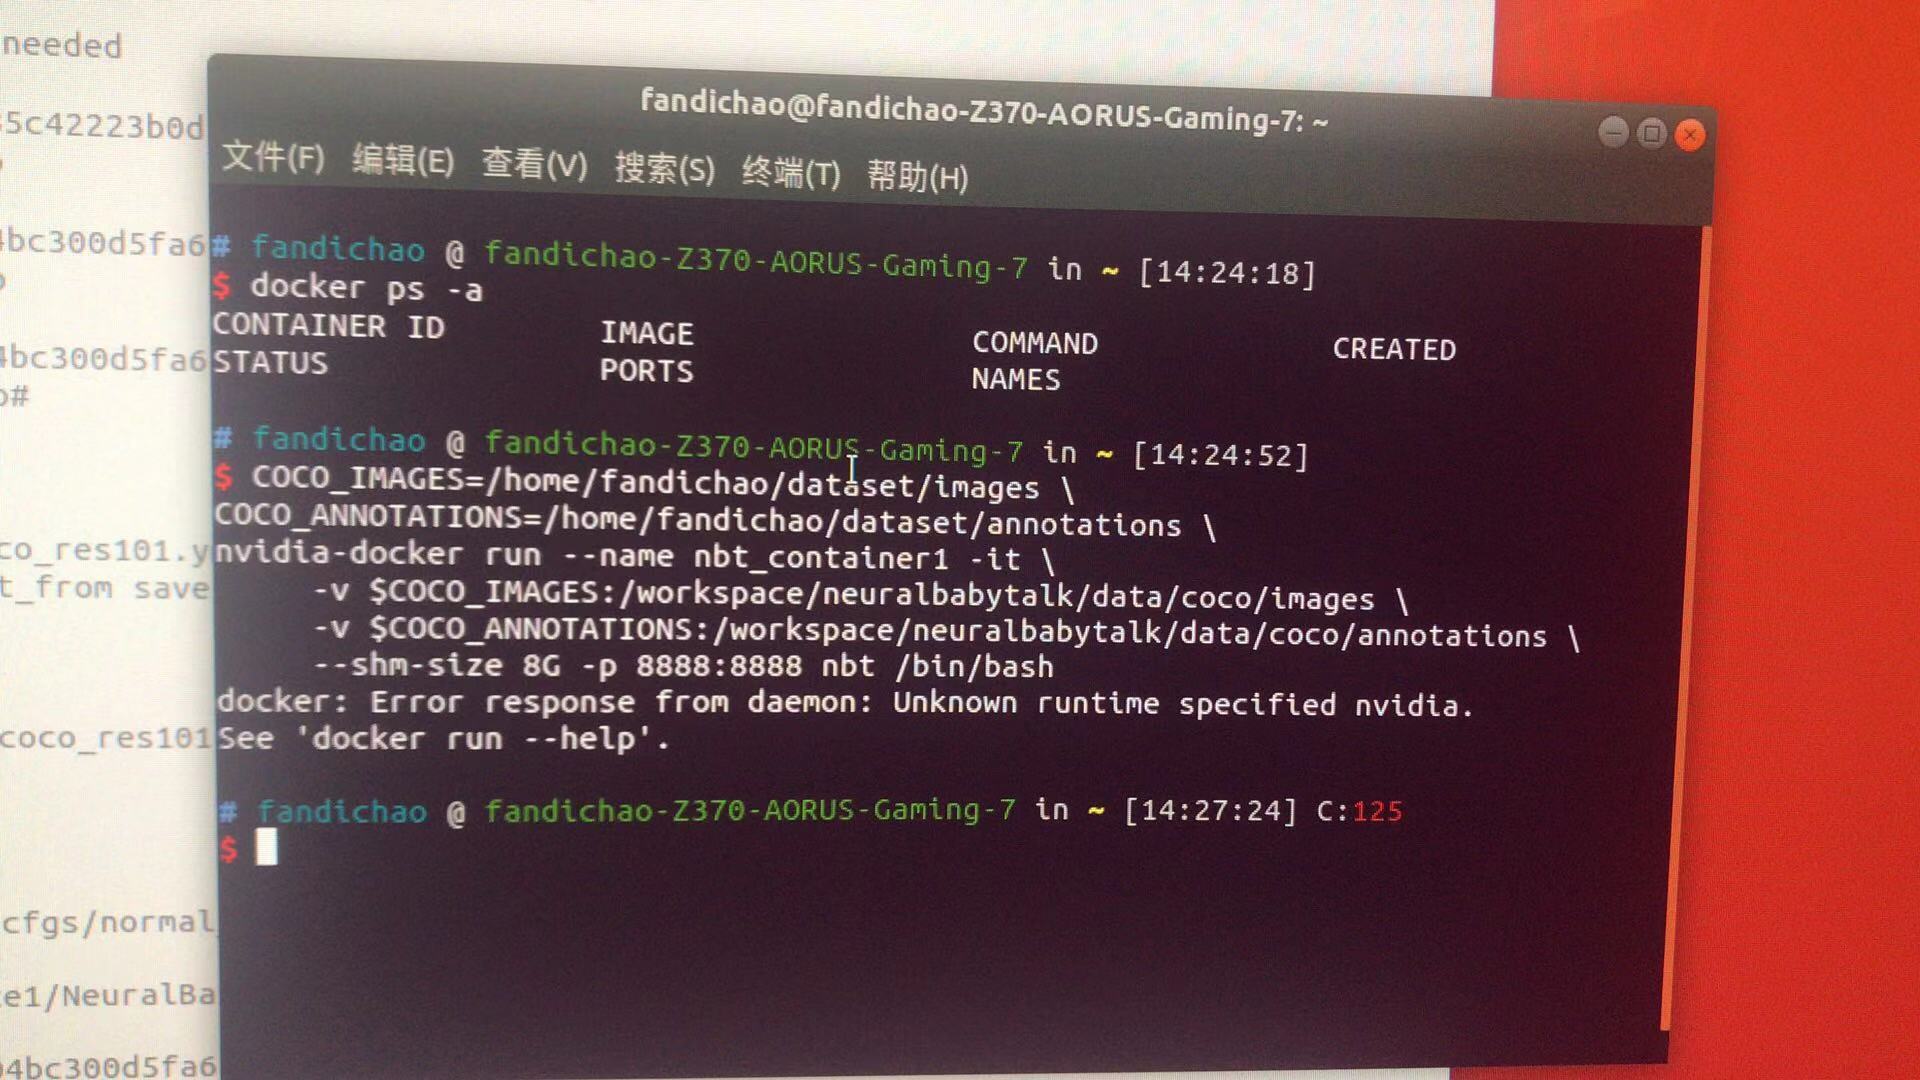 needed
5c42223b0d
bc300d5fa6
bc300d5fa6
#
co_res101.y
t_from save
coco_res101
cfgs/normal
e1/NeuralBa
4bc300d5fa6
fandichao@fandichao-Z370-AORUS-Gaming-7: ~
文件(F) 编辑(E) 查看(V) 搜索(S) 终端(T) 帮助(H)
# fandichao @ fandichao-Z370-AORUS-Gaming-7 in ~ [14:24:18]
$ docker ps -a
CONTAINER ID IMAGE COMMAND CREATED
STATUS PORTS NAMES
# fandichao @ fandichao-Z370-AORUS-Gaming-7 in ~ [14:24:52]
$ COCO_IMAGES=/home/fandichao/dataset/images \
COCO_ANNOTATIONS=/home/fandichao/dataset/annotations \
nvidia-docker run --name nbt_container1 -it \
-v $COCO_IMAGES:/workspace/neuralbabytalk/data/coco/images \
-v $COCO_ANNOTATIONS:/workspace/neuralbabytalk/data/coco/annotations \
--shm-size 8G -p 8888:8888 nbt /bin/bash
docker: Error response from daemon: Unknown runtime specified nvidia.
See 'docker run --help'.
# fandichao @ fandichao-Z370-AORUS-Gaming-7 in ~ [14:27:24] C:125
$